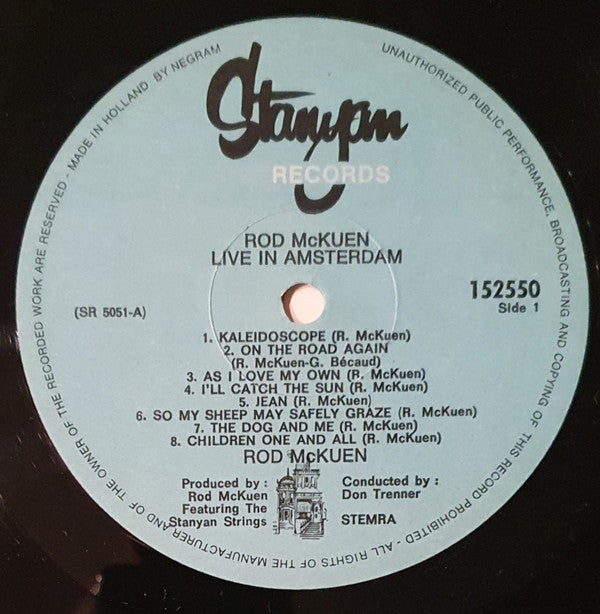 ALL RIGHTS OF THE MANUFACTURER AND OF THE OWNER OF THE RECORDED WORK ARE RESERVED - MADE IN HOLLAND BY NEGRAM
UNAUTHORIZED PUBLIC PERFORMANCE, BROADCASTING AND COPYING OF THIS RECORD PROHIBITED -
Stanyan
RECORDS
ROD McKUEN
LIVE IN AMSTERDAM
(SR 5051-A)
152550
Side 1
1. KALEIDOSCOPE (R. McKuen)
2. ON THE ROAD AGAIN
(R. McKuen-G. Bécaud)
3. AS I LOVE MY OWN (R. McKuen)
4. I'LL CATCH THE SUN (R. McKuen)
5. JEAN (R. McKuen)
6. SO MY SHEEP MAY SAFELY GRAZE (R. McKuen)
7. THE DOG AND ME (R. McKuen)
8. CHILDREN ONE AND ALL (R. McKuen)
ROD McKUEN
Produced by :
Rod McKuen
Featuring The
Stanyan Strings
Conducted by :
Don Trenner
STEMRA